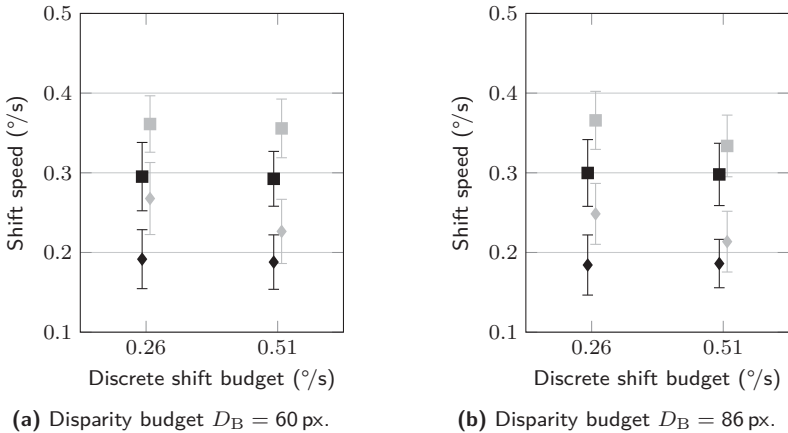 0.5
0.4
0.3
0.2
0.1
Shift speed (°/s)
0.26
0.51
Discrete shift budget (°/s)
(a) Disparity budget D_B = 60 px.
0.5
0.4
0.3
0.2
0.1
Shift speed (°/s)
0.26
0.51
Discrete shift budget (°/s)
(b) Disparity budget D_B = 86 px.